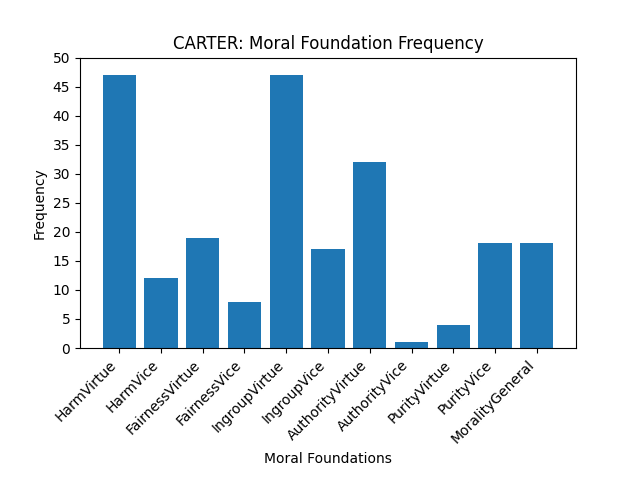 CARTER: Moral Foundation Frequency
50
45
40
35
30
25
20
15
10
5
0
Frequency
HarmVirtue
HarmVice
FairnessVirtue
FairnessVice
IngroupVirtue
IngroupVice
AuthorityVirtue
AuthorityVice
PurityVirtue
PurityVice
MoralityGeneral
Moral Foundations